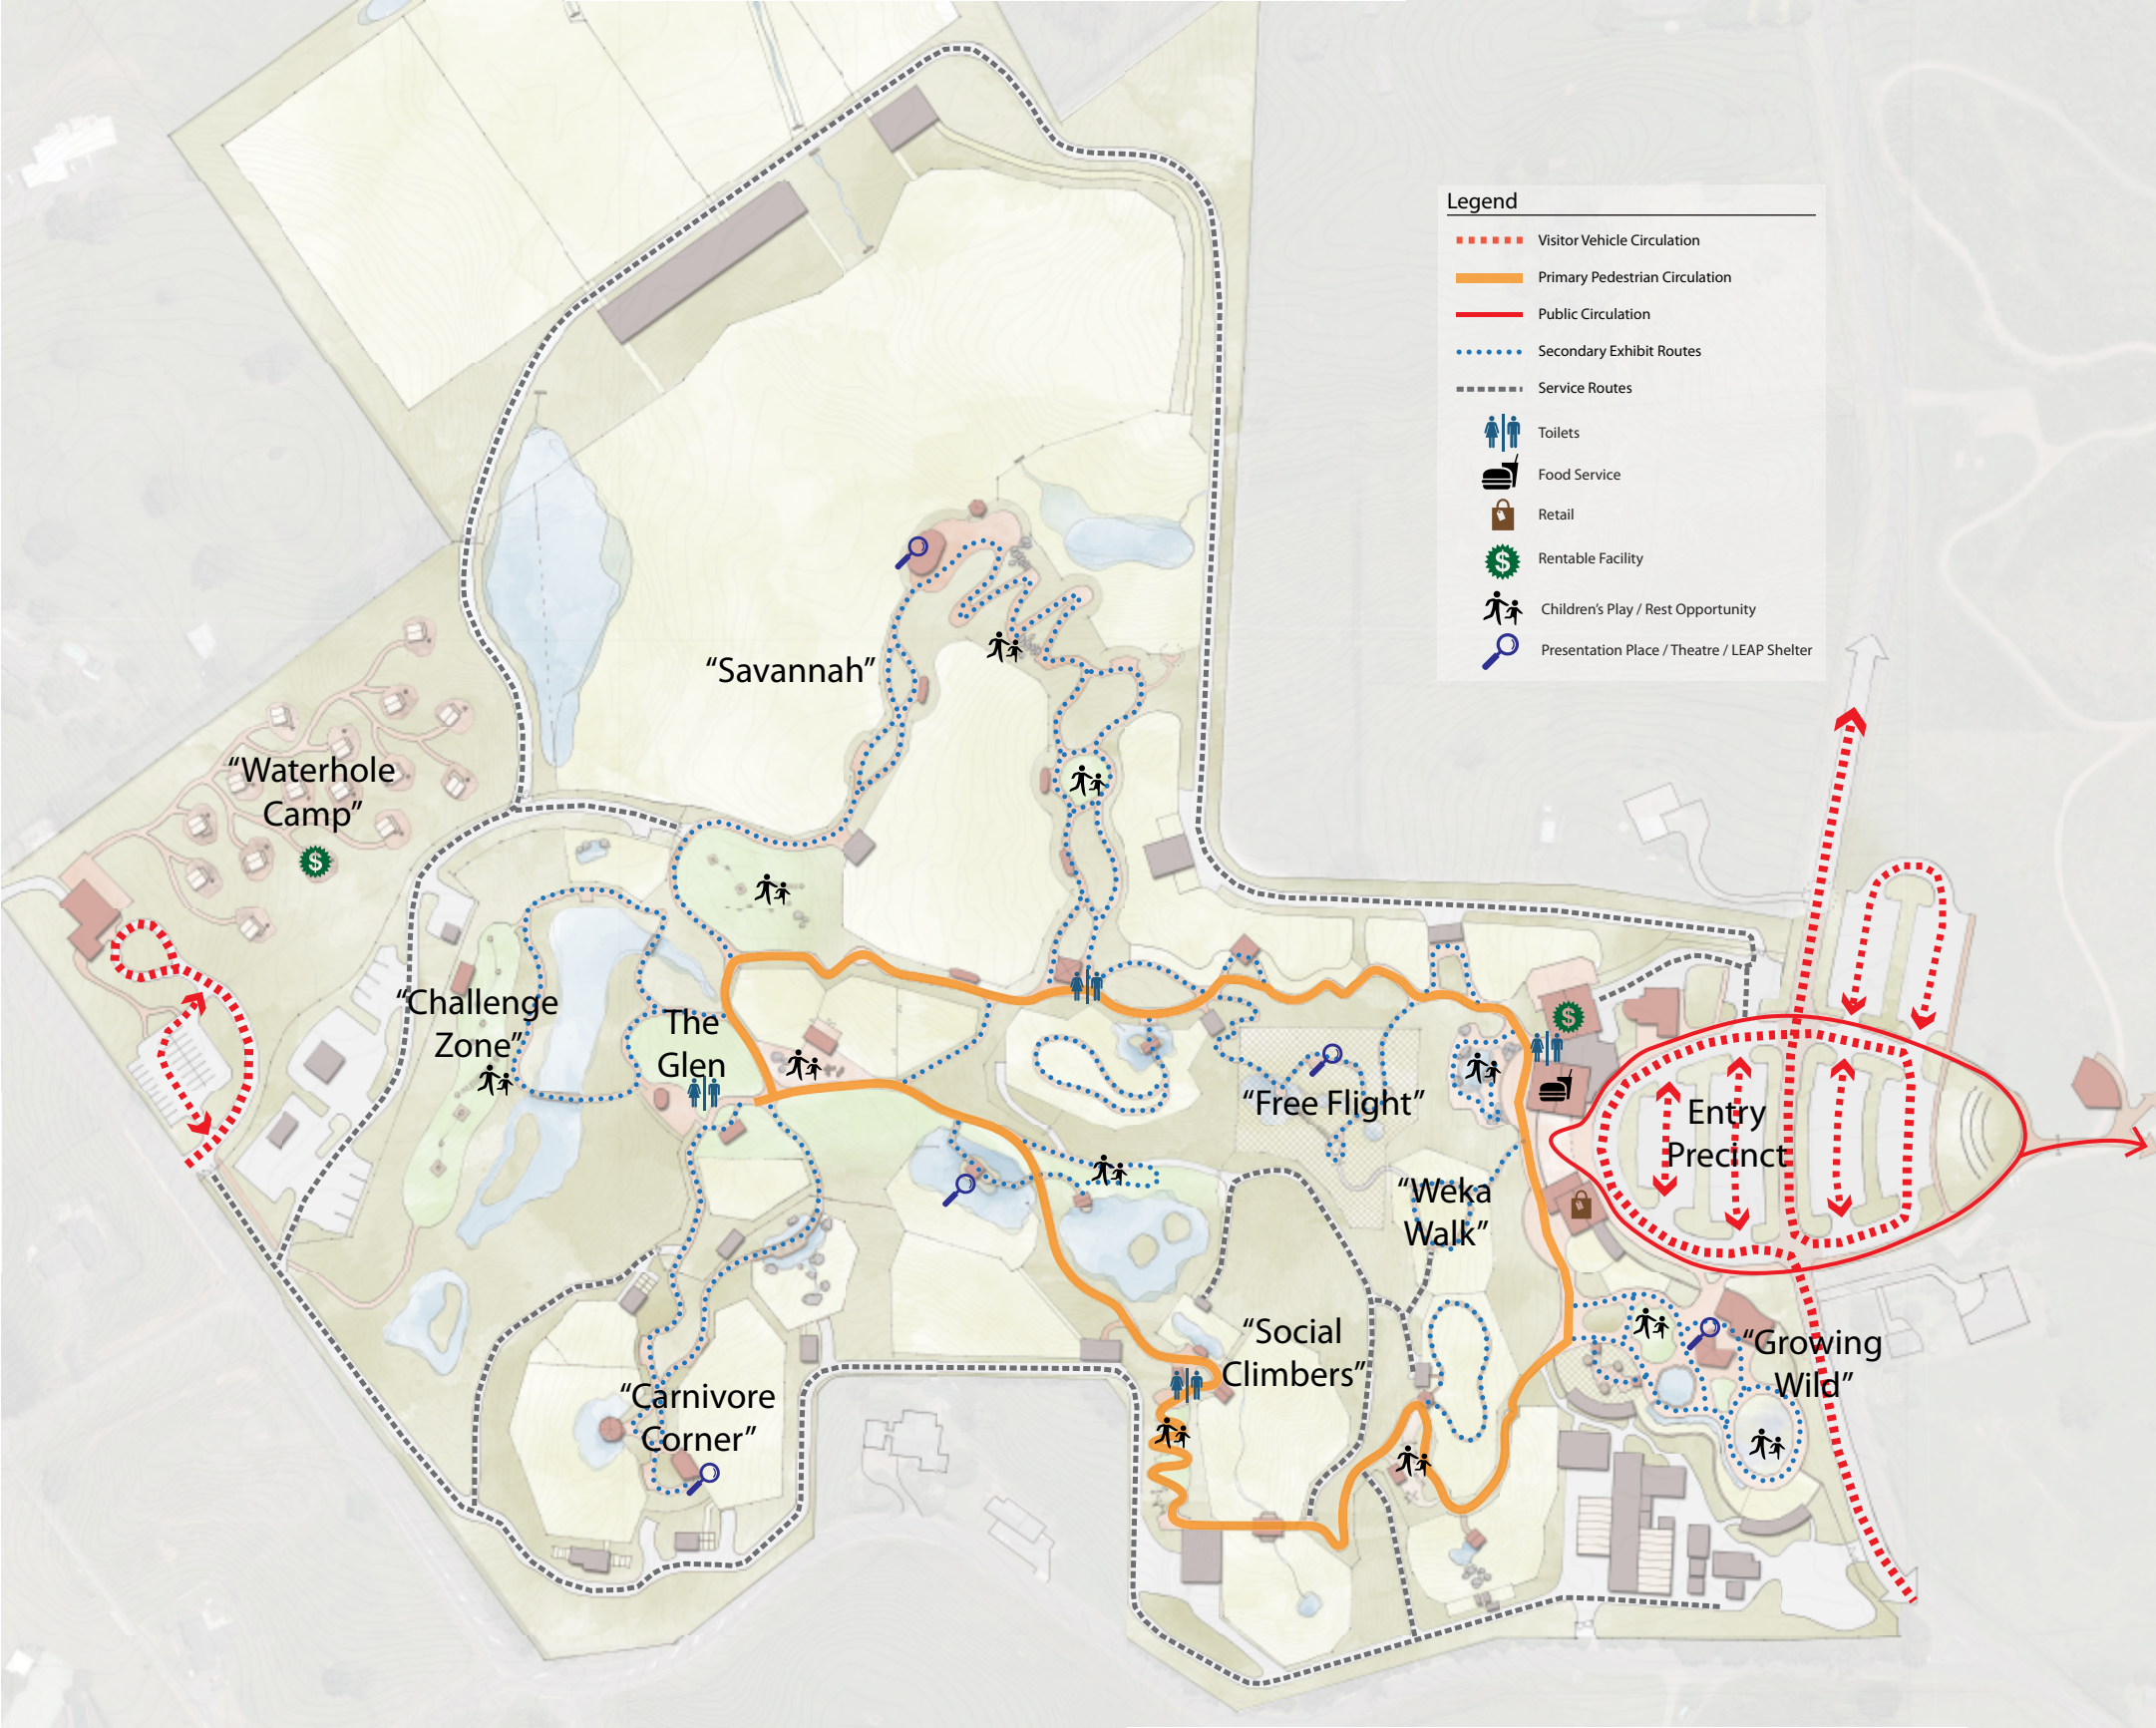 Legend
Visitor Vehicle Circulation
Primary Pedestrian Circulation
Public Circulation
Secondary Exhibit Routes
Service Routes
Toilets
Food Service
Retail
$
Rentable Facility
Children's Play / Rest Opportunity
Presentation Place / Theatre / LEAP Shelter
“Savannah”
“Waterhole
Camp”
$
“Challenge
Zone”
The
Glen
$
“Free Flight”
Entry
Precinct
“Weka
Walk”
“Social
Climbers”
“Growing
Wild”
“Carnivore
Corner”